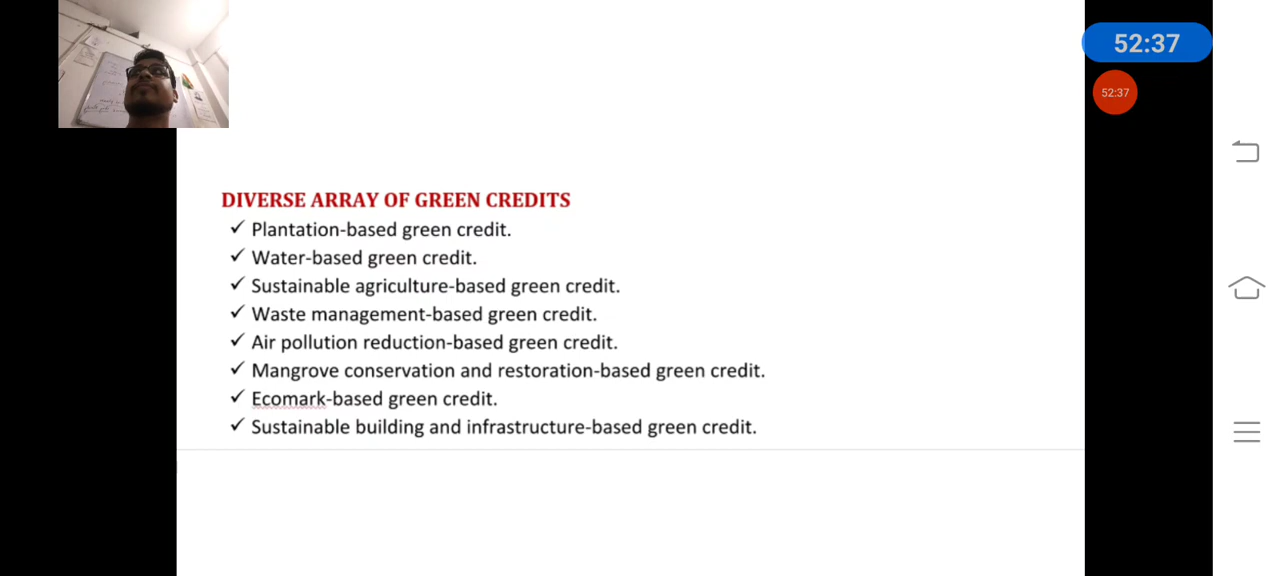 52:37
52:37
DIVERSE ARRAY OF GREEN CREDITS
✓ Plantation-based green credit.
✓ Water-based green credit.
✓ Sustainable agriculture-based green credit.
✓ Waste management-based green credit.
✓ Air pollution reduction-based green credit.
✓ Mangrove conservation and restoration-based green credit.
✓ Ecomark-based green credit.
✓ Sustainable building and infrastructure-based green credit.